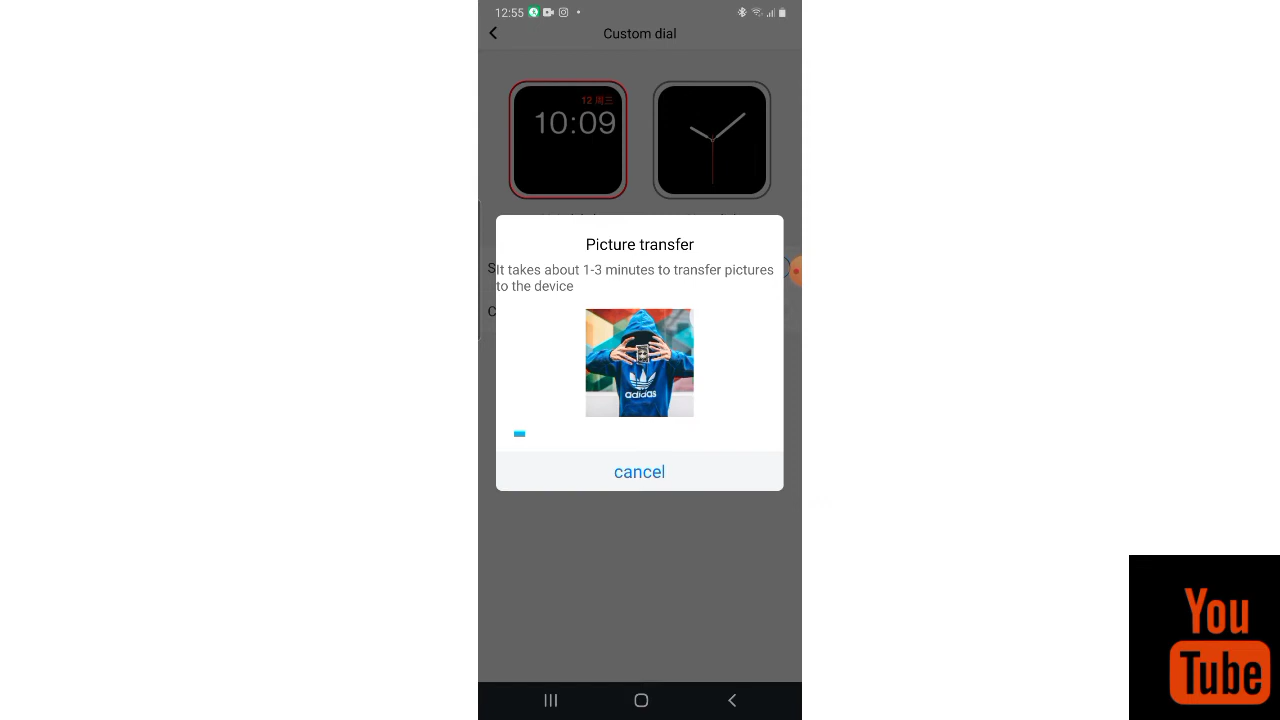 12:55
Custom dial
12 周三
10:09
Picture transfer
It takes about 1-3 minutes to transfer pictures
to the device
adidas
cancel
You
Tube